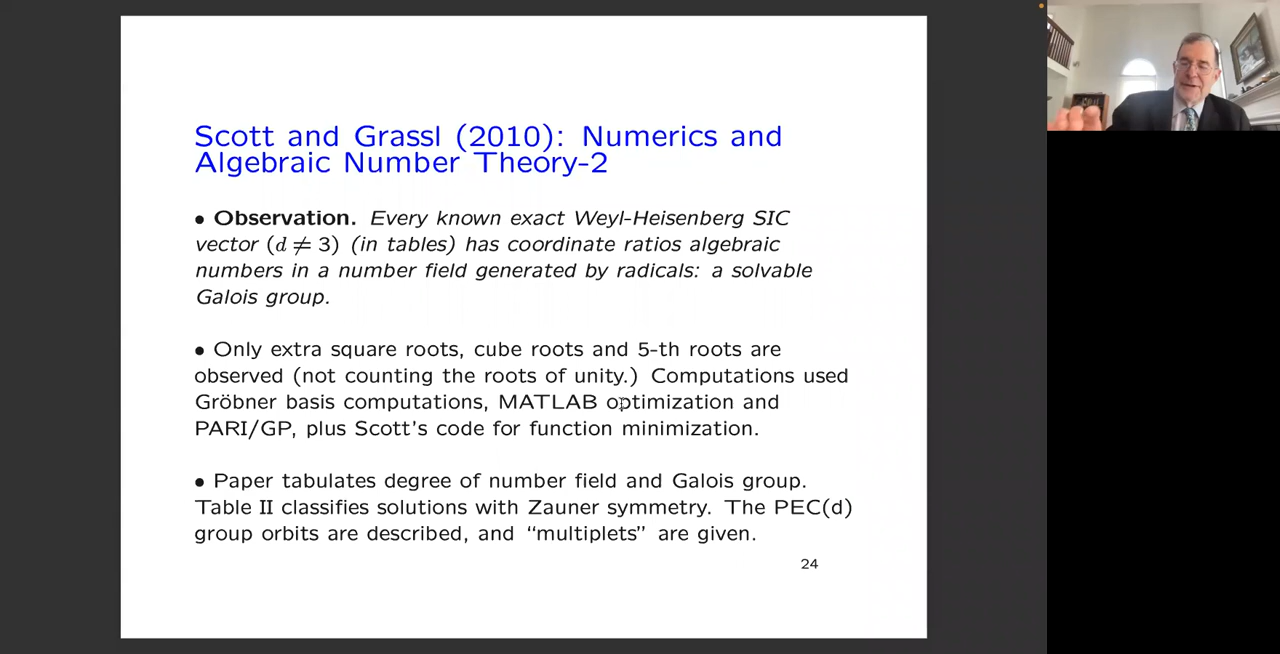 Scott and Grassl (2010): Numerics and
Algebraic Number Theory-2
• Observation. Every known exact Weyl-Heisenberg SIC
vector (d ≠ 3) (in tables) has coordinate ratios algebraic
numbers in a number field generated by radicals: a solvable
Galois group.
• Only extra square roots, cube roots and 5-th roots are
observed (not counting the roots of unity.) Computations used
Gröbner basis computations, MATLAB optimization and
PARI/GP, plus Scott's code for function minimization.
• Paper tabulates degree of number field and Galois group.
Table II classifies solutions with Zauner symmetry. The PEC(d)
group orbits are described, and “multiplets” are given.
24